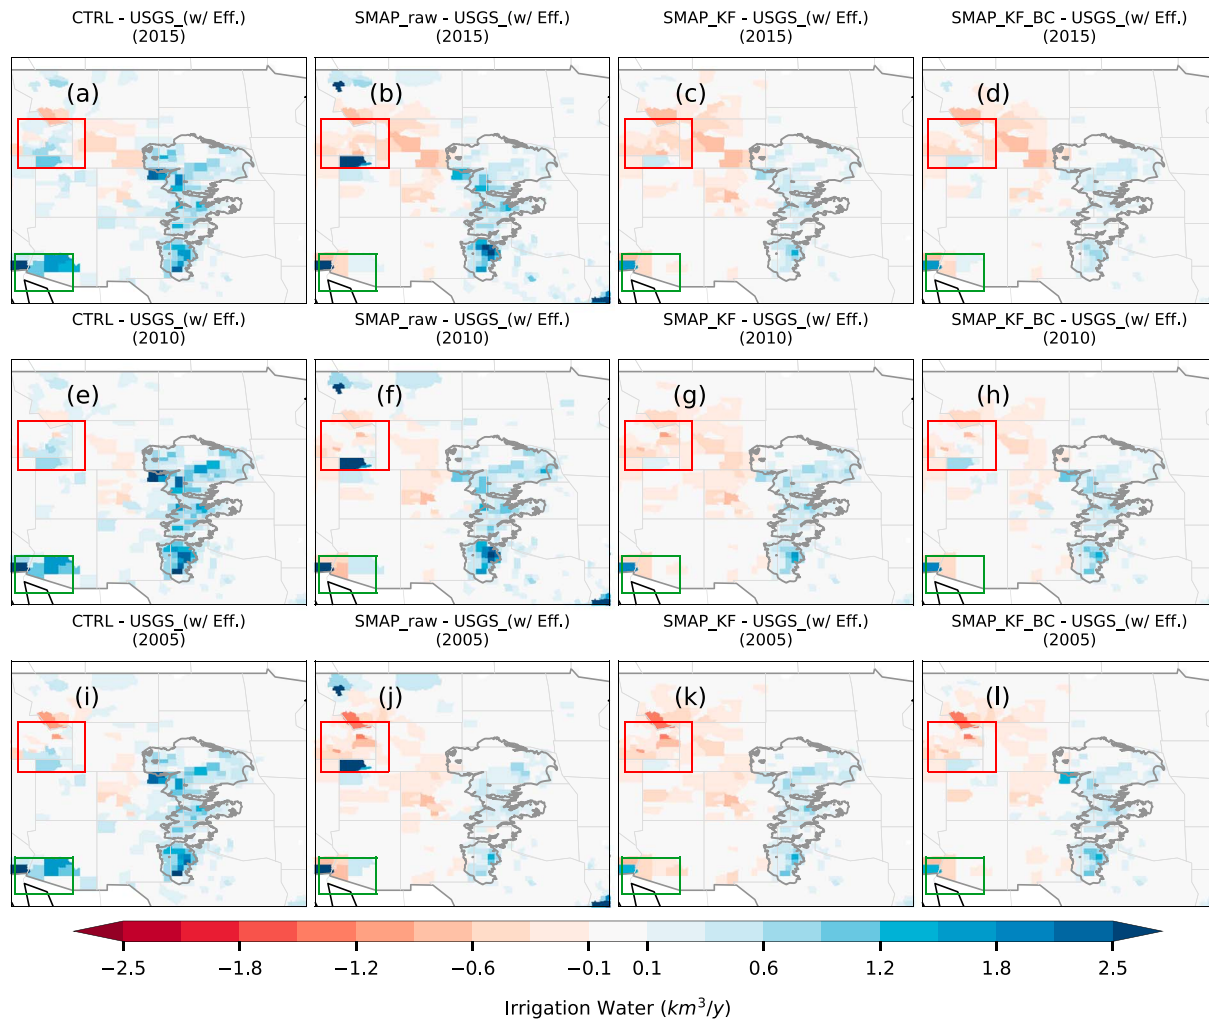 CTRL - USGS_(w/ Eff.)
(2015)
SMAP_raw - USGS_(w/ Eff.)
(2015)
SMAP_KF - USGS_(w/ Eff.)
(2015)
SMAP_KF_BC - USGS_(w/ Eff.)
(2015)
(a)
(b)
(c)
(d)
CTRL - USGS_(w/ Eff.)
(2010)
SMAP_raw - USGS_(w/ Eff.)
(2010)
SMAP_KF - USGS_(w/ Eff.)
(2010)
SMAP_KF_BC - USGS_(w/ Eff.)
(2010)
(e)
(f)
(g)
(h)
CTRL - USGS_(w/ Eff.)
(2005)
SMAP_raw - USGS_(w/ Eff.)
(2005)
SMAP_KF - USGS_(w/ Eff.)
(2005)
SMAP_KF_BC - USGS_(w/ Eff.)
(2005)
(i)
(j)
(k)
(l)
−2.5 −1.8 −1.2 −0.6 −0.1 0.1 0.6 1.2 1.8 2.5
Irrigation Water (km³/y)